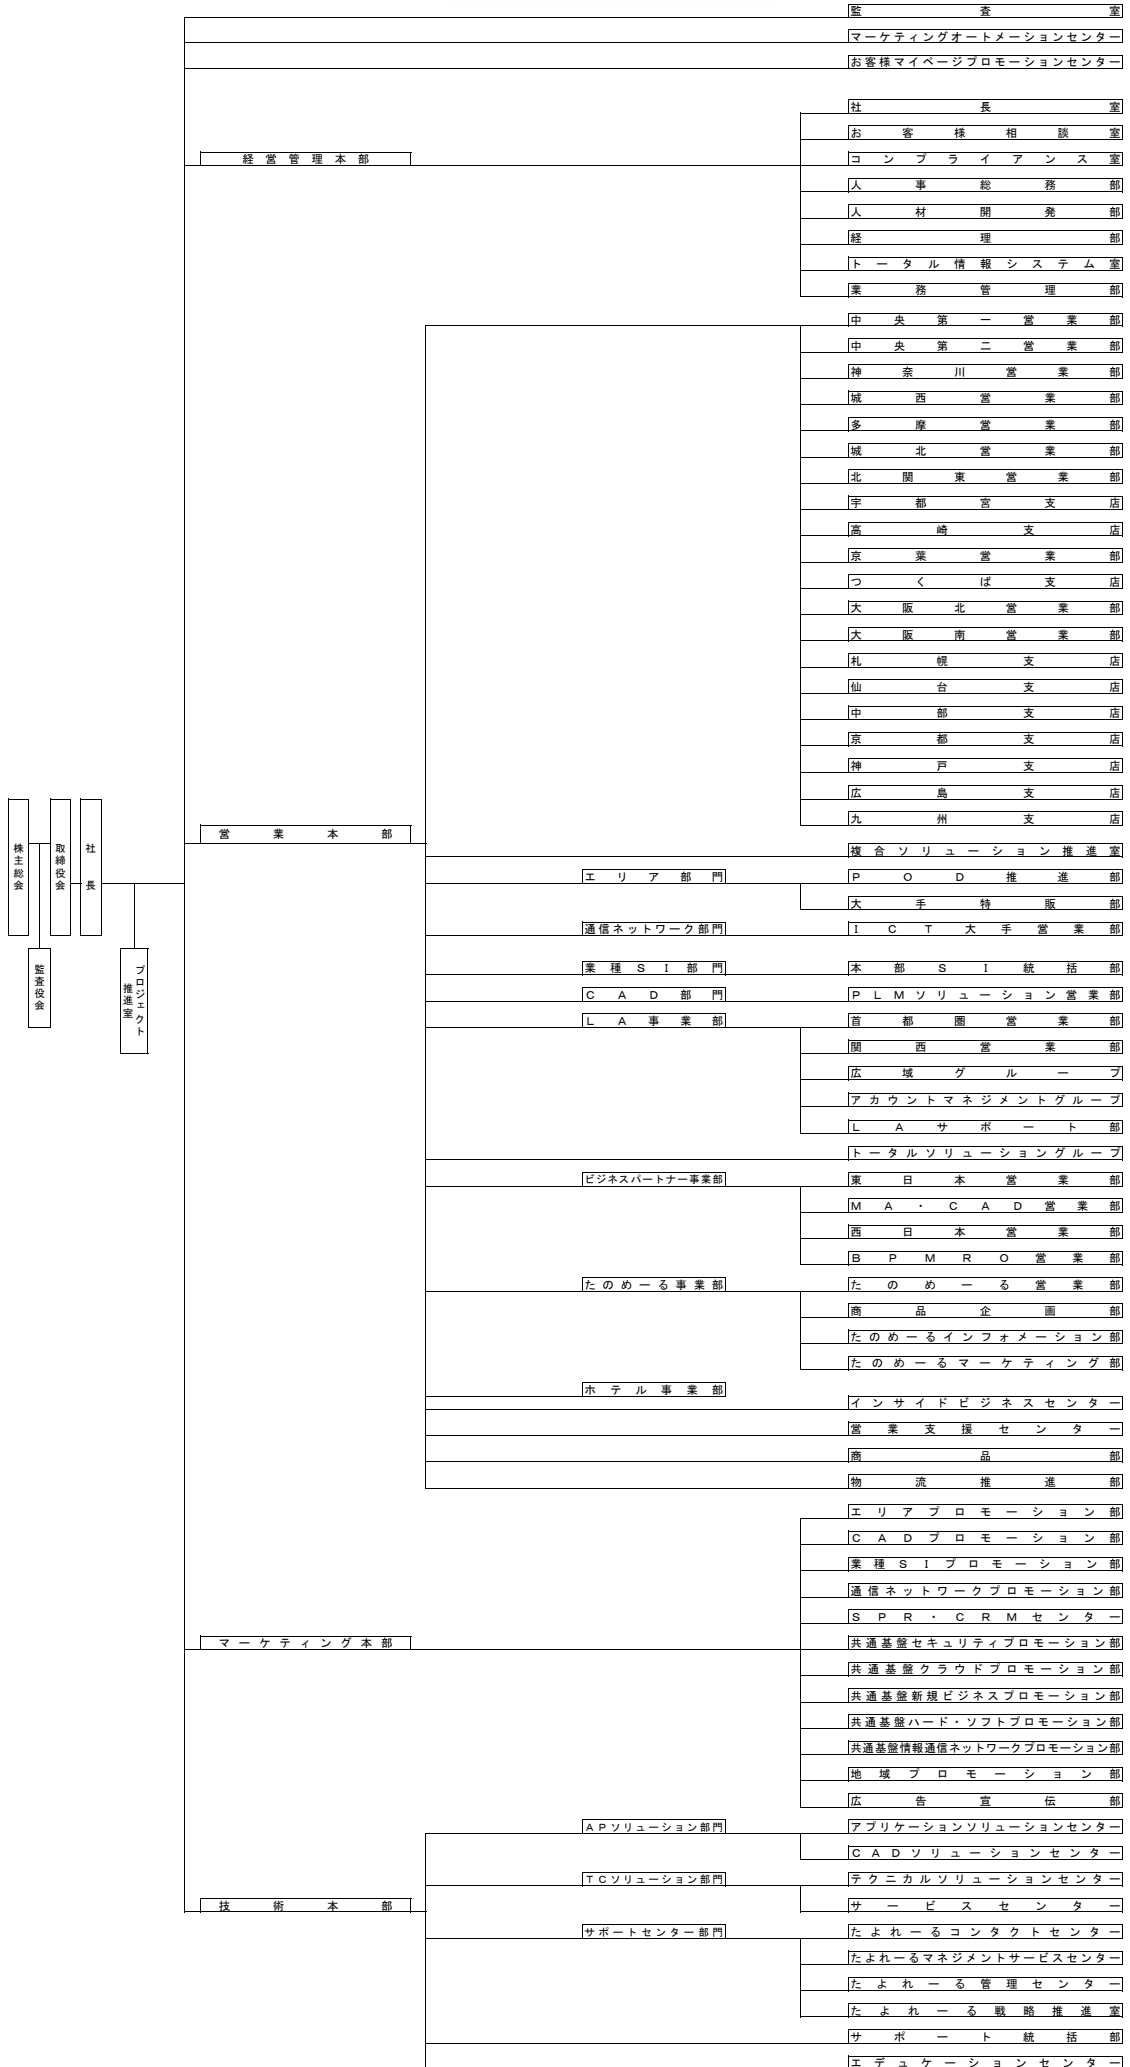 監査室
マーケティングオートメーションセンター
お客様マイページプロモーションセンター
社長室
お客様相談室
経営管理本部
コンプライアンス室
人事総務部
人材開発部
経理部
トータル情報システム室
業務管理部
中央第一営業部
中央第二営業部
神奈川営業部
城西営業部
多摩営業部
城北営業部
北関東営業部
宇都宮支店
高崎支店
京葉営業部
つくば支店
大阪北営業部
大阪南営業部
札幌支店
仙台支店
中部支店
京都支店
神戸支店
広島支店
九州支店
株主総会
取締役会
社長
監査役会
プロジェクト推進室
営業本部
複合ソリューション推進室
エリア部門
ＰＯＤ推進部
大手特販部
通信ネットワーク部門
ＩＣＴ大手営業部
業種ＳＩ部門
本部ＳＩ統括部
ＣＡＤ部門
ＰＬＭソリューション営業部
ＬＡ事業部
首都圏営業部
関西営業部
広域グループ
アカウントマネジメントグループ
ＬＡサポート部
トータルソリューショングループ
ビジネスパートナー事業部
東日本営業部
ＭＡ・ＣＡＤ営業部
西日本営業部
ＢＰＭＲＯ営業部
たのめーる事業部
たのめーる営業部
商品企画部
たのめーるインフォメーション部
たのめーるマーケティング部
ホテル事業部
インサイドビジネスセンター
営業支援センター
商品部
物流推進部
エリアプロモーション部
ＣＡＤプロモーション部
業種ＳＩプロモーション部
通信ネットワークプロモーション部
ＳＰＲ・ＣＲＭセンター
マーケティング本部
共通基盤セキュリティプロモーション部
共通基盤クラウドプロモーション部
共通基盤新規ビジネスプロモーション部
共通基盤ハード・ソフトプロモーション部
共通基盤情報通信ネットワークプロモーション部
地域プロモーション部
広告宣伝部
ＡＰソリューション部門
アプリケーションソリューションセンター
ＣＡＤソリューションセンター
ＴＣソリューション部門
テクニカルソリューションセンター
技術本部
サービスセンター
サポートセンター部門
たよれーるコンタクトセンター
たよれーるマネジメントサービスセンター
たよれーる管理センター
たよれーる戦略推進室
サポート統括部
エデュケーションセンター